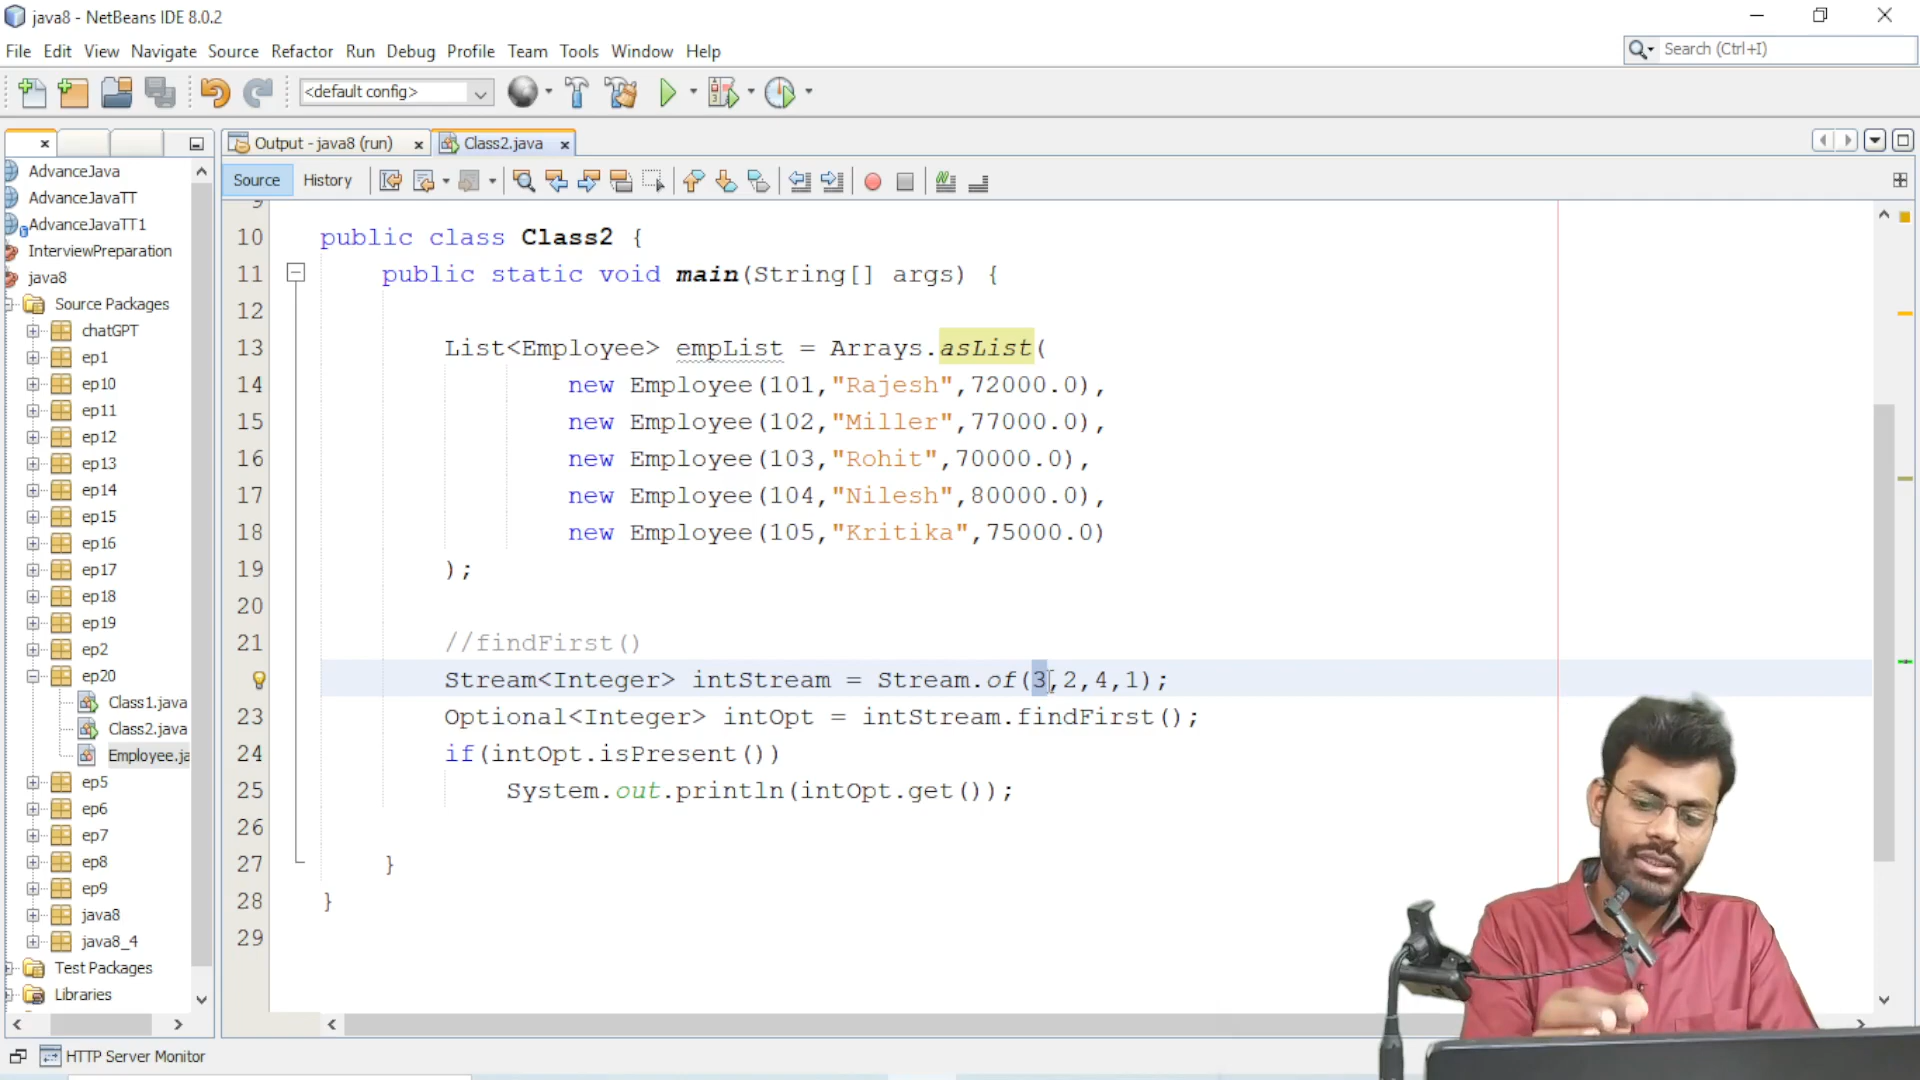 java8 - NetBeans IDE 8.0.2
File Edit View Navigate Source Refactor Run Debug Profile Team Tools Window Help
Search (Ctrl+I)
<default config>
Output - java8 (run) Class2.java
Source History
AdvanceJava
AdvanceJavaTT
AdvanceJavaTT1
InterviewPreparation
java8
Source Packages
chatGPT
ep1
ep10
ep11
ep12
ep13
ep14
ep15
ep16
ep17
ep18
ep19
ep2
ep20
Class1.java
Class2.java
Employee.ja
ep5
ep6
ep7
ep8
ep9
java8
java8_4
Test Packages
Libraries
10 public class Class2 {
11 public static void main(String[] args) {
12
13 List<Employee> empList = Arrays.asList(
14 new Employee(101,"Rajesh",72000.0),
15 new Employee(102,"Miller",77000.0),
16 new Employee(103,"Rohit",70000.0),
17 new Employee(104,"Nilesh",80000.0),
18 new Employee(105,"Kritika",75000.0)
19 );
20
21 //findFirst()
Stream<Integer> intStream = Stream.of(3,2,4,1);
23 Optional<Integer> intOpt = intStream.findFirst();
24 if(intOpt.isPresent())
25 System.out.println(intOpt.get());
26
27 }
28 }
29
HTTP Server Monitor